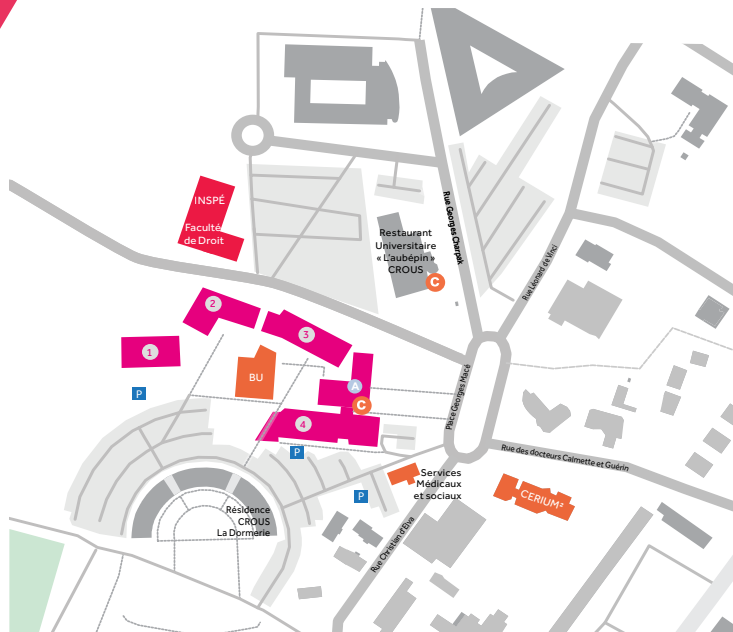 INSPÉ
Faculté
de Droit
Rue Georges Charpak
Restaurant
Universitaire
« L'aubépin »
CROUS
C
Rue Léonard de Vinci
2
3
1
BU
A
P
C
4
Place Georges Macé
P
Rue des docteurs Calmette et Guérin
Services
Médicaux
et sociaux
P
CERIUM²
Résidence
CROUS
La Dormerie
Rue Christian d'Elva